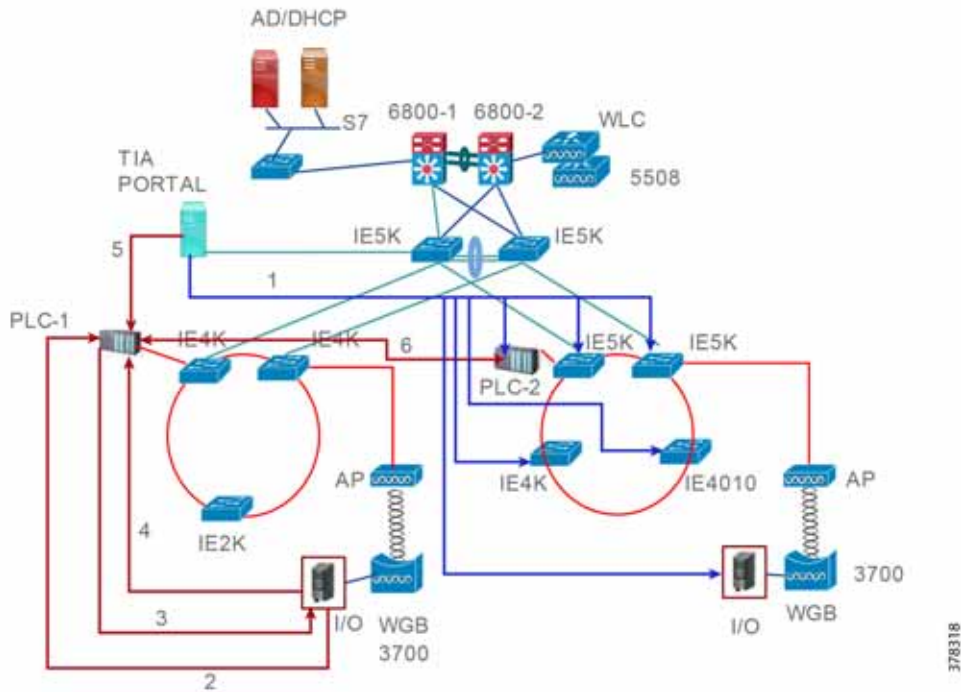 AD/DHCP
6800-1
6800-2
WLC
S7
TIA
PORTAL
5508
IE5K
IE5K
5
1
PLC-1
IE4K
IE4K
6
IE5K
IE5K
PLC-2
AP
IE4K
IE4010
AP
IE2K
4
3
I/O
WGB
3700
2
3700
WGB
I/O
378318